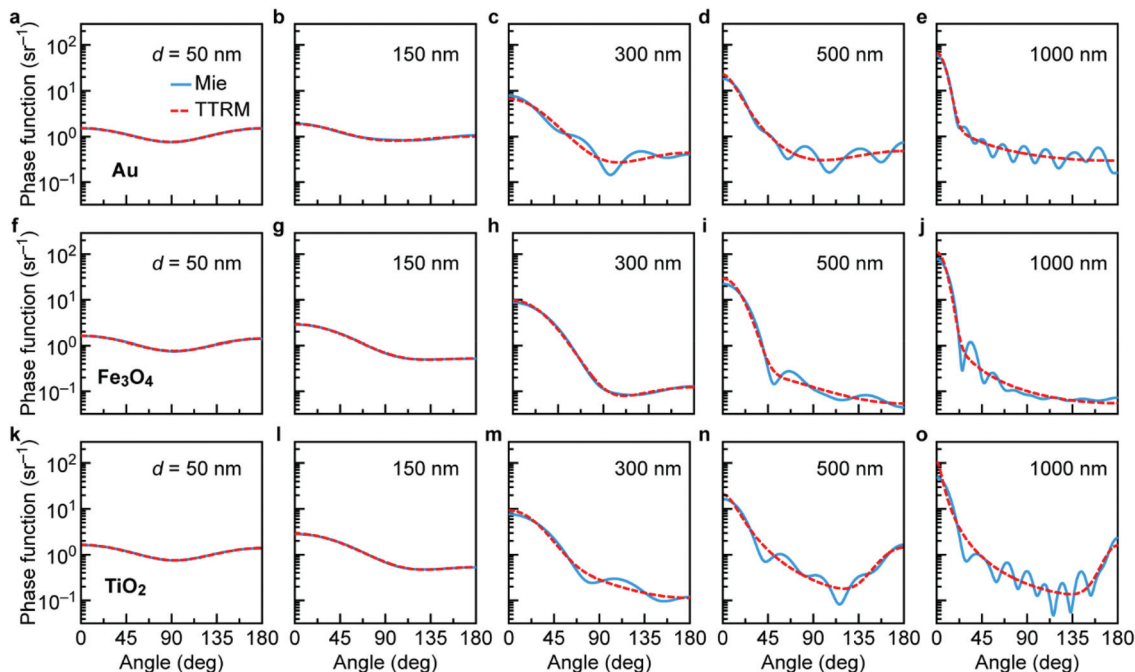 a b c d e
Phase function (sr⁻¹)
10² 10¹ 10⁰ 10⁻¹
d = 50 nm 150 nm 300 nm 500 nm 1000 nm
Mie
TTRM
Au
f g h i j
Phase function (sr⁻¹)
10² 10¹ 10⁰ 10⁻¹
d = 50 nm 150 nm 300 nm 500 nm 1000 nm
Fe₃O₄
k l m n o
Phase function (sr⁻¹)
10² 10¹ 10⁰ 10⁻¹
d = 50 nm 150 nm 300 nm 500 nm 1000 nm
TiO₂
0 45 90 135 180 0 45 90 135 180 0 45 90 135 180 0 45 90 135 180 0 45 90 135 180
Angle (deg) Angle (deg) Angle (deg) Angle (deg) Angle (deg)